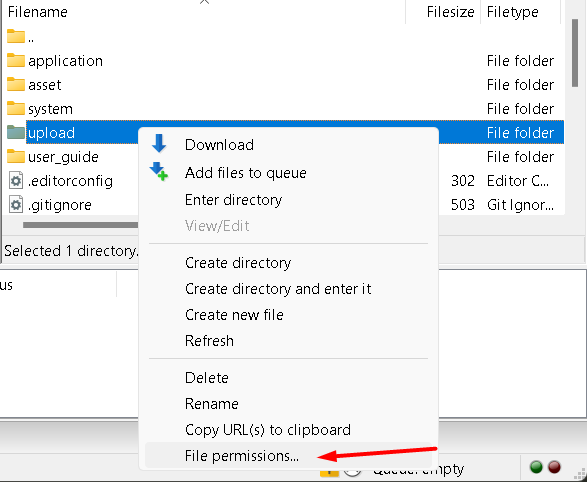 Filename Filesize Filetype
..
application File folder
asset File folder
system File folder
upload File folder
user_guide File folder
.editorconfig 302 Editor C...
.gitignore 503 Git Ignor...
Selected 1 directory.
us
Download
Add files to queue
Enter directory
View/Edit
Create directory
Create directory and enter it
Create new file
Refresh
Delete
Rename
Copy URL(s) to clipboard
File permissions...
Queue: empty